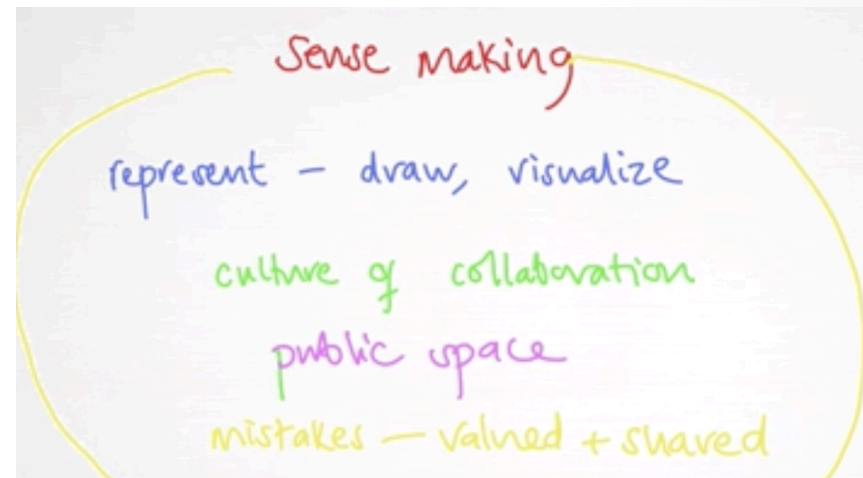 Sense making
represent – draw, visualize
culture of collaboration
public space
mistakes – valued + shared